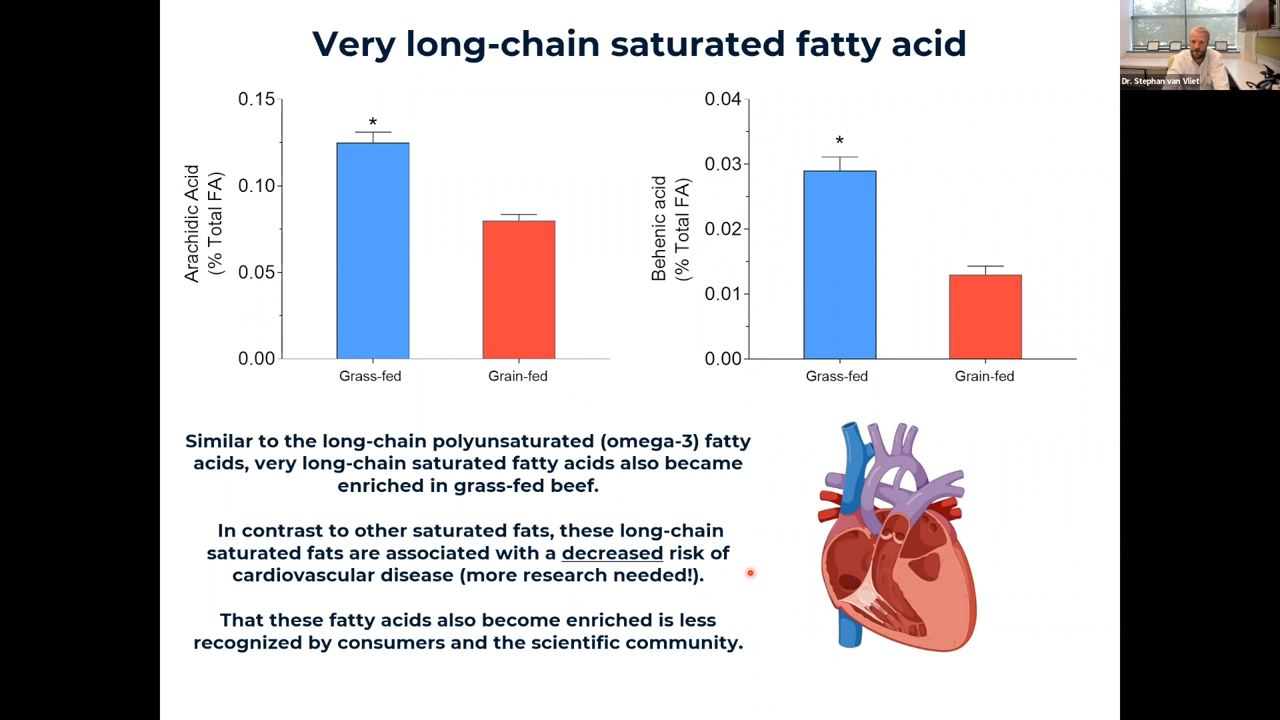 Very long-chain saturated fatty acid
Dr. Stephan van Vliet
Arachidic Acid
(% Total FA)
0.15
0.10
0.05
0.00
*
Grass-fed
Grain-fed
Behenic acid
(% Total FA)
0.04
0.03
0.02
0.01
0.00
*
Grass-fed
Grain-fed
Similar to the long-chain polyunsaturated (omega-3) fatty
acids, very long-chain saturated fatty acids also became
enriched in grass-fed beef.
In contrast to other saturated fats, these long-chain
saturated fats are associated with a decreased risk of
cardiovascular disease (more research needed!).
That these fatty acids also become enriched is less
recognized by consumers and the scientific community.